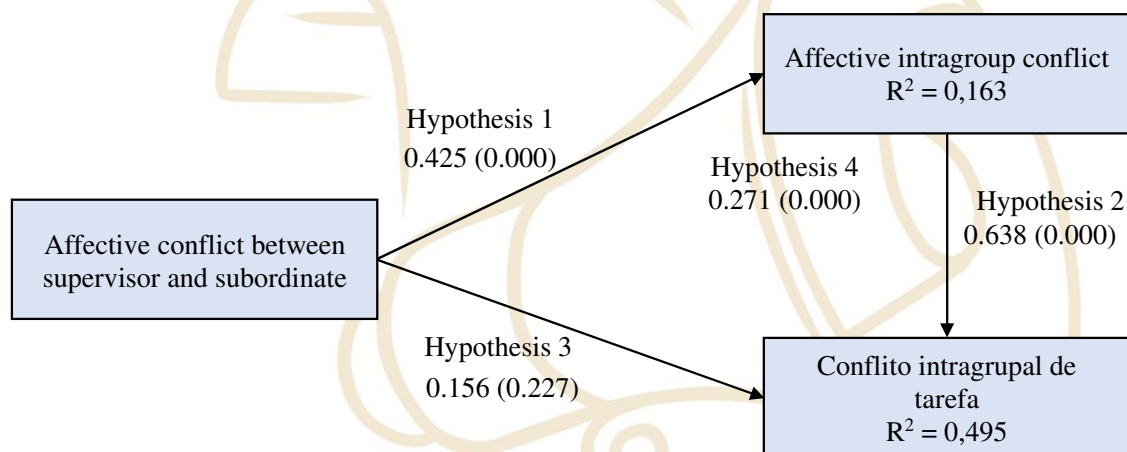 Affective intragroup conflict
R² = 0,163
Hypothesis 1
0.425 (0.000)
Hypothesis 4
0.271 (0.000)
Hypothesis 2
0.638 (0.000)
Affective conflict between
supervisor and subordinate
Hypothesis 3
0.156 (0.227)
Conflito intragrupal de
tarefa
R² = 0,495